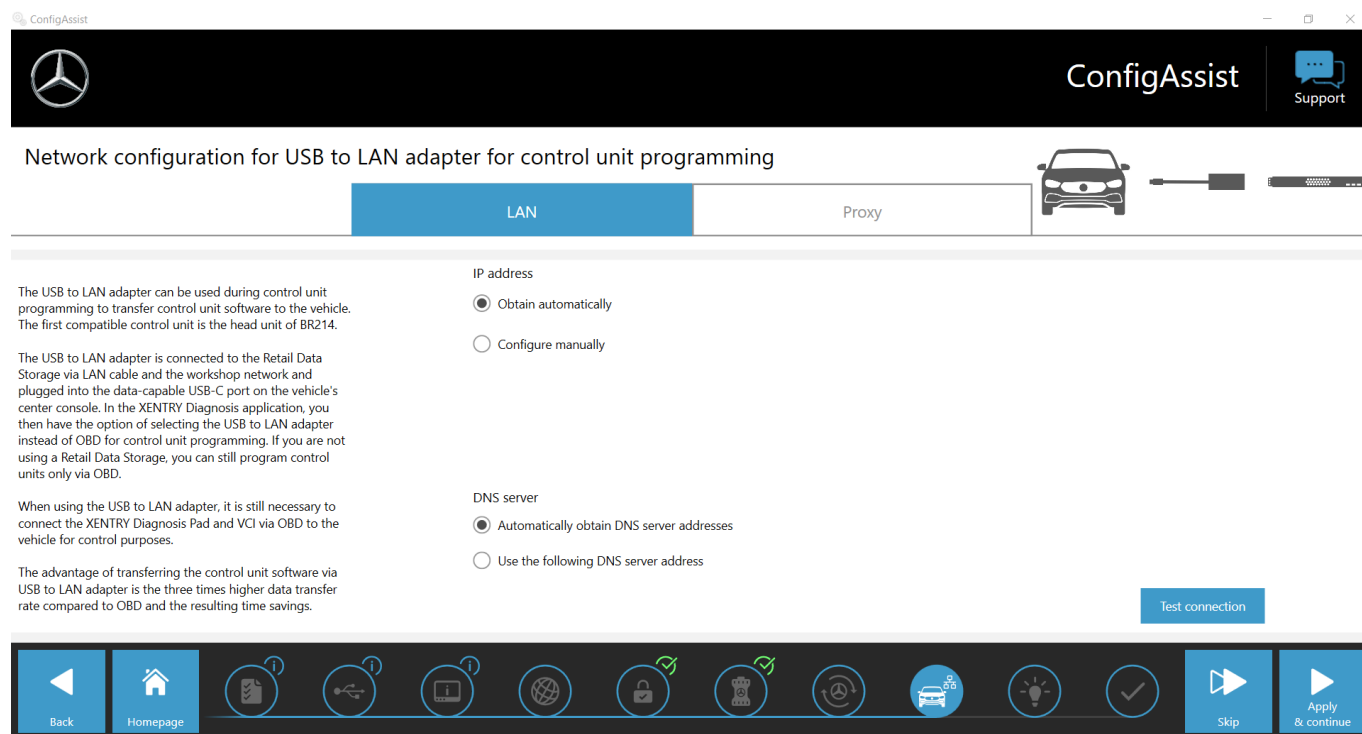 ConfigAssist
ConfigAssist
Support
Network configuration for USB to LAN adapter for control unit programming
LAN
Proxy
The USB to LAN adapter can be used during control unit
programming to transfer control unit software to the vehicle.
The first compatible control unit is the head unit of BR214.
The USB to LAN adapter is connected to the Retail Data
Storage via LAN cable and the workshop network and
plugged into the data-capable USB-C port on the vehicle's
center console. In the XENTRY Diagnosis application, you
then have the option of selecting the USB to LAN adapter
instead of OBD for control unit programming. If you are not
using a Retail Data Storage, you can still program control
units only via OBD.
When using the USB to LAN adapter, it is still necessary to
connect the XENTRY Diagnosis Pad and VCI via OBD to the
vehicle for control purposes.
The advantage of transferring the control unit software via
USB to LAN adapter is the three times higher data transfer
rate compared to OBD and the resulting time savings.
IP address
Obtain automatically
Configure manually
DNS server
Automatically obtain DNS server addresses
Use the following DNS server address
Test connection
Back
Homepage
Skip
Apply
& continue